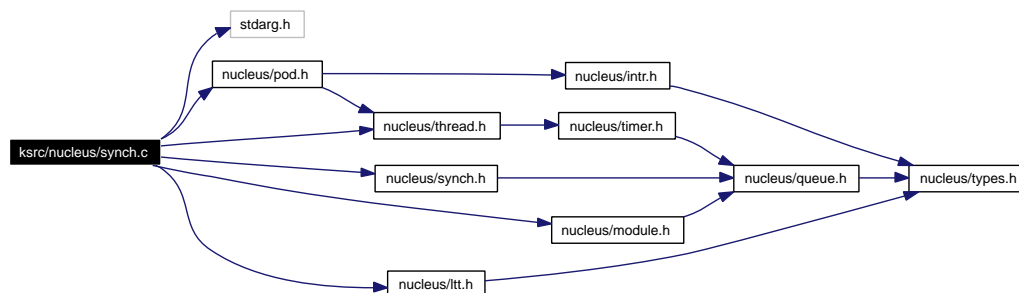 stdarg.h
nucleus/pod.h
nucleus/intr.h
nucleus/thread.h
nucleus/timer.h
ksrc/nucleus/synch.c
nucleus/synch.h
nucleus/queue.h
nucleus/types.h
nucleus/module.h
nucleus/ltt.h